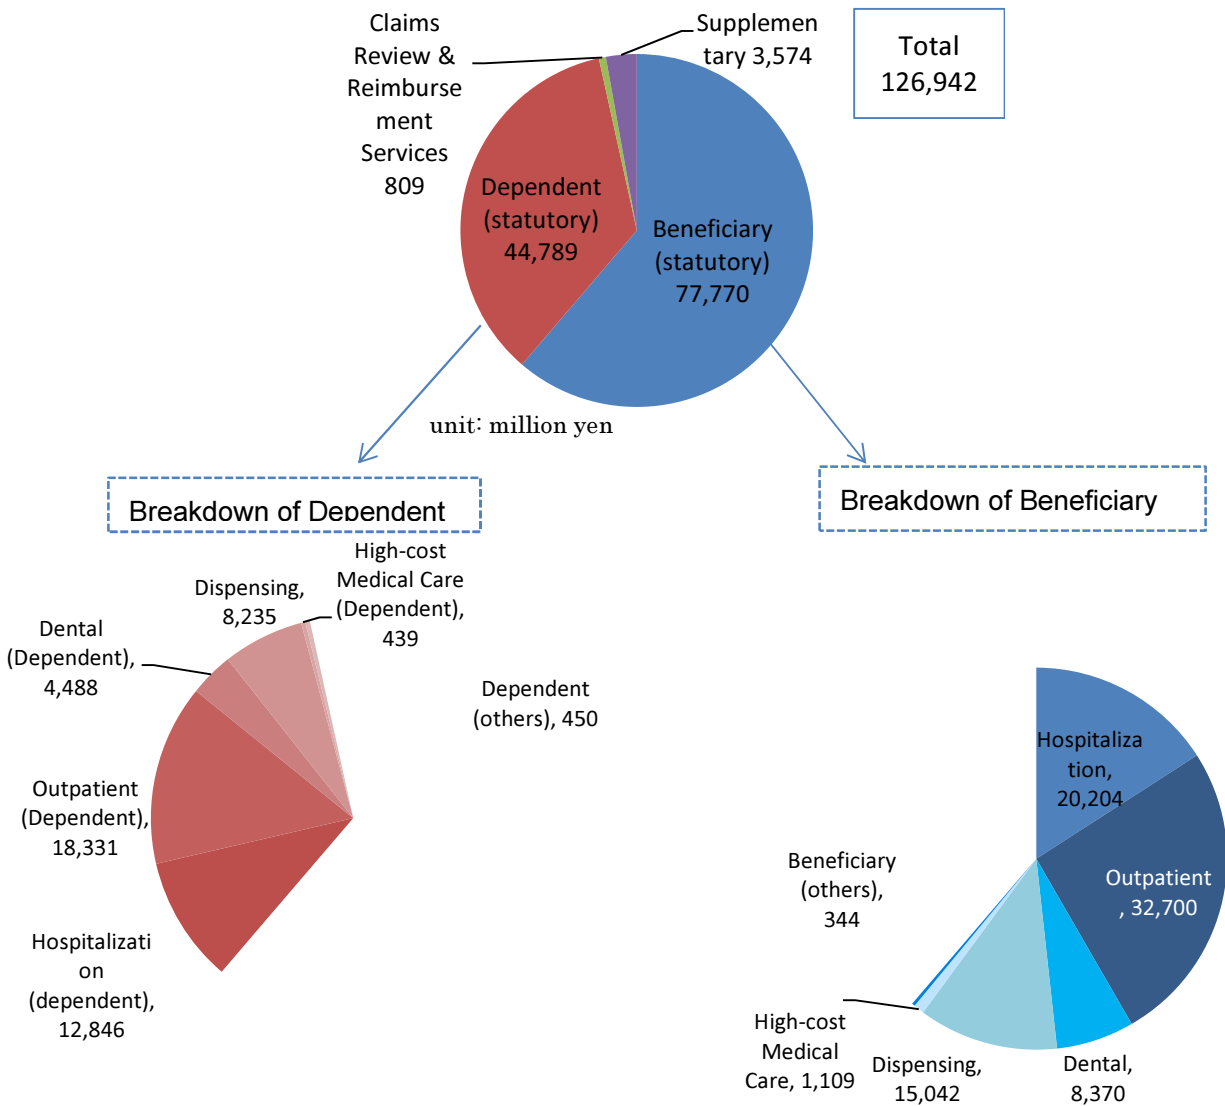 Claims
Review &
Reimburse
ment
Services
809
Supplemen
tary 3,574
Total
126,942
Dependent
(statutory)
44,789
Beneficiary
(statutory)
77,770
unit: million yen
Breakdown of Dependent
Breakdown of Beneficiary
High-cost
Medical Care
(Dependent),
439
Dispensing,
8,235
Dental
(Dependent),
4,488
Dependent
(others), 450
Outpatient
(Dependent),
18,331
Hospitalizati
on
(dependent),
12,846
Hospitaliza
tion,
20,204
Outpatient
, 32,700
Beneficiary
(others),
344
High-cost
Medical
Care, 1,109
Dispensing,
15,042
Dental,
8,370